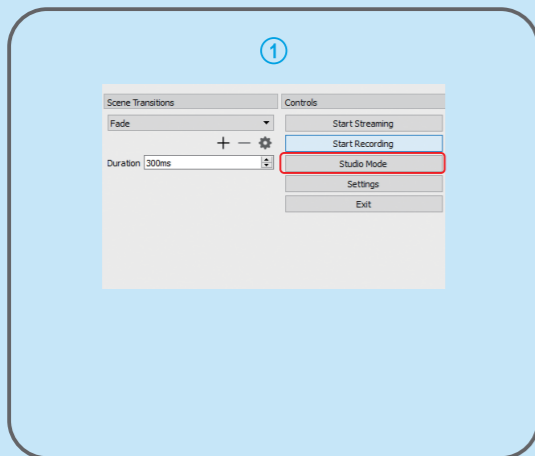 1
Scene Transitions
Controls
Fade
Start Streaming
Start Recording
Duration 300ms
Studio Mode
Settings
Exit